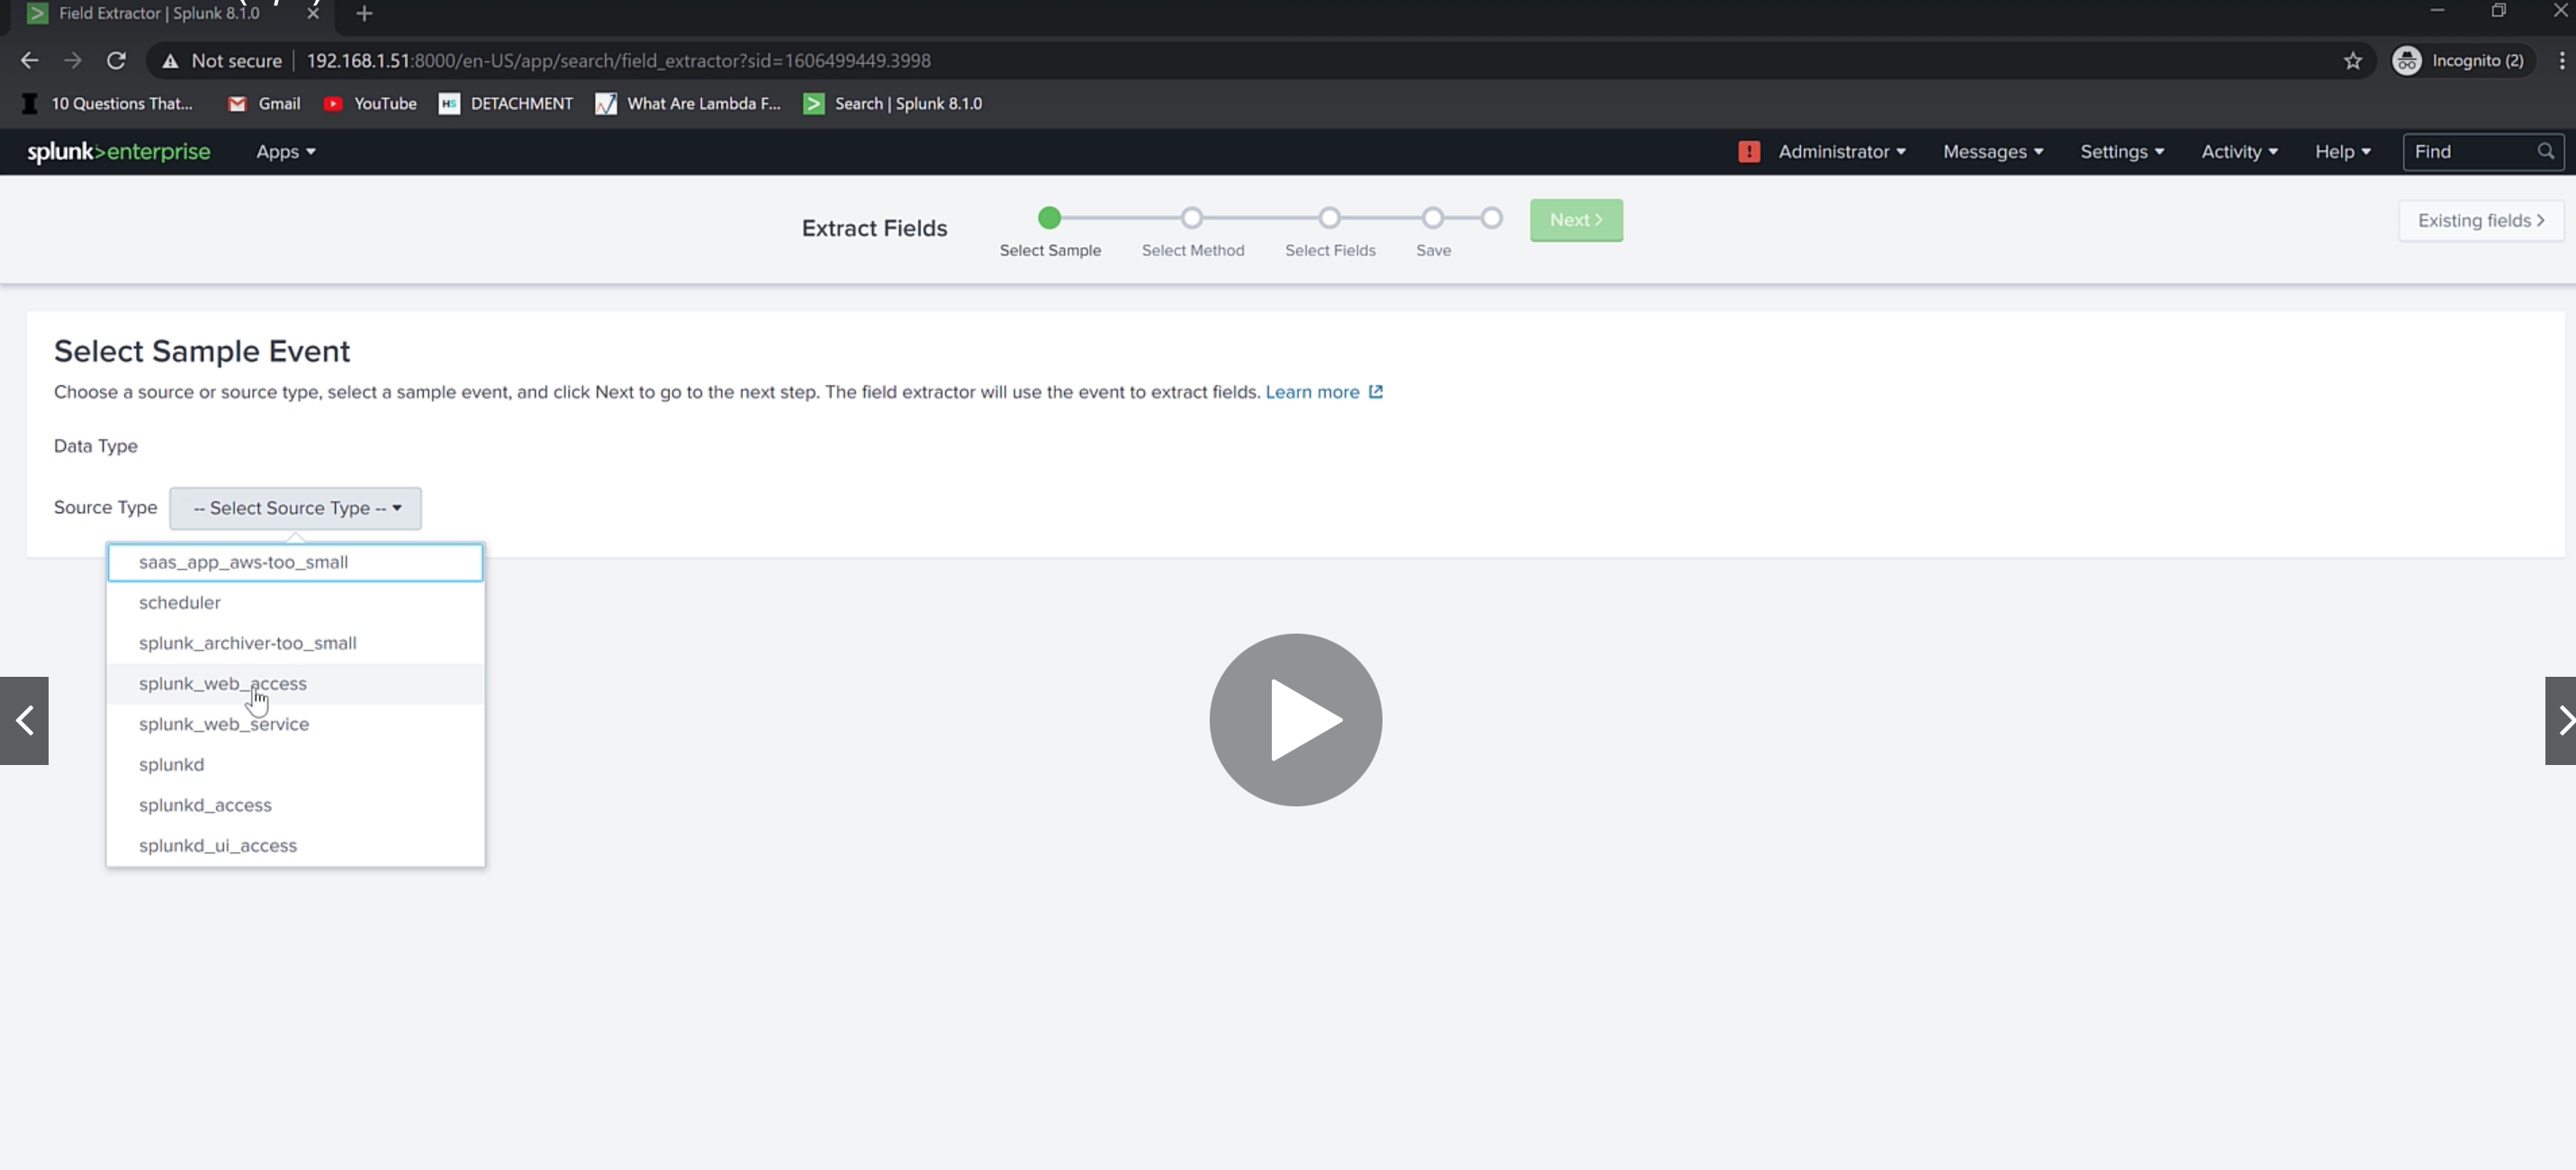 Field Extractor | Splunk 8.1.0
Not secure | 192.168.1.51:8000/en-US/app/search/field_extractor?sid=1606499449.3998
Incognito (2)
10 Questions That...
Gmail
YouTube
HS DETACHMENT
What Are Lambda F...
Search | Splunk 8.1.0
splunk>enterprise
Apps
Administrator
Messages
Settings
Activity
Help
Find
Extract Fields
Select Sample
Select Method
Select Fields
Save
Next >
Existing fields >
Select Sample Event
Choose a source or source type, select a sample event, and click Next to go to the next step. The field extractor will use the event to extract fields. Learn more
Data Type
Source Type
-- Select Source Type --
saas_app_aws-too_small
scheduler
splunk_archiver-too_small
splunk_web_access
splunk_web_service
splunkd
splunkd_access
splunkd_ui_access